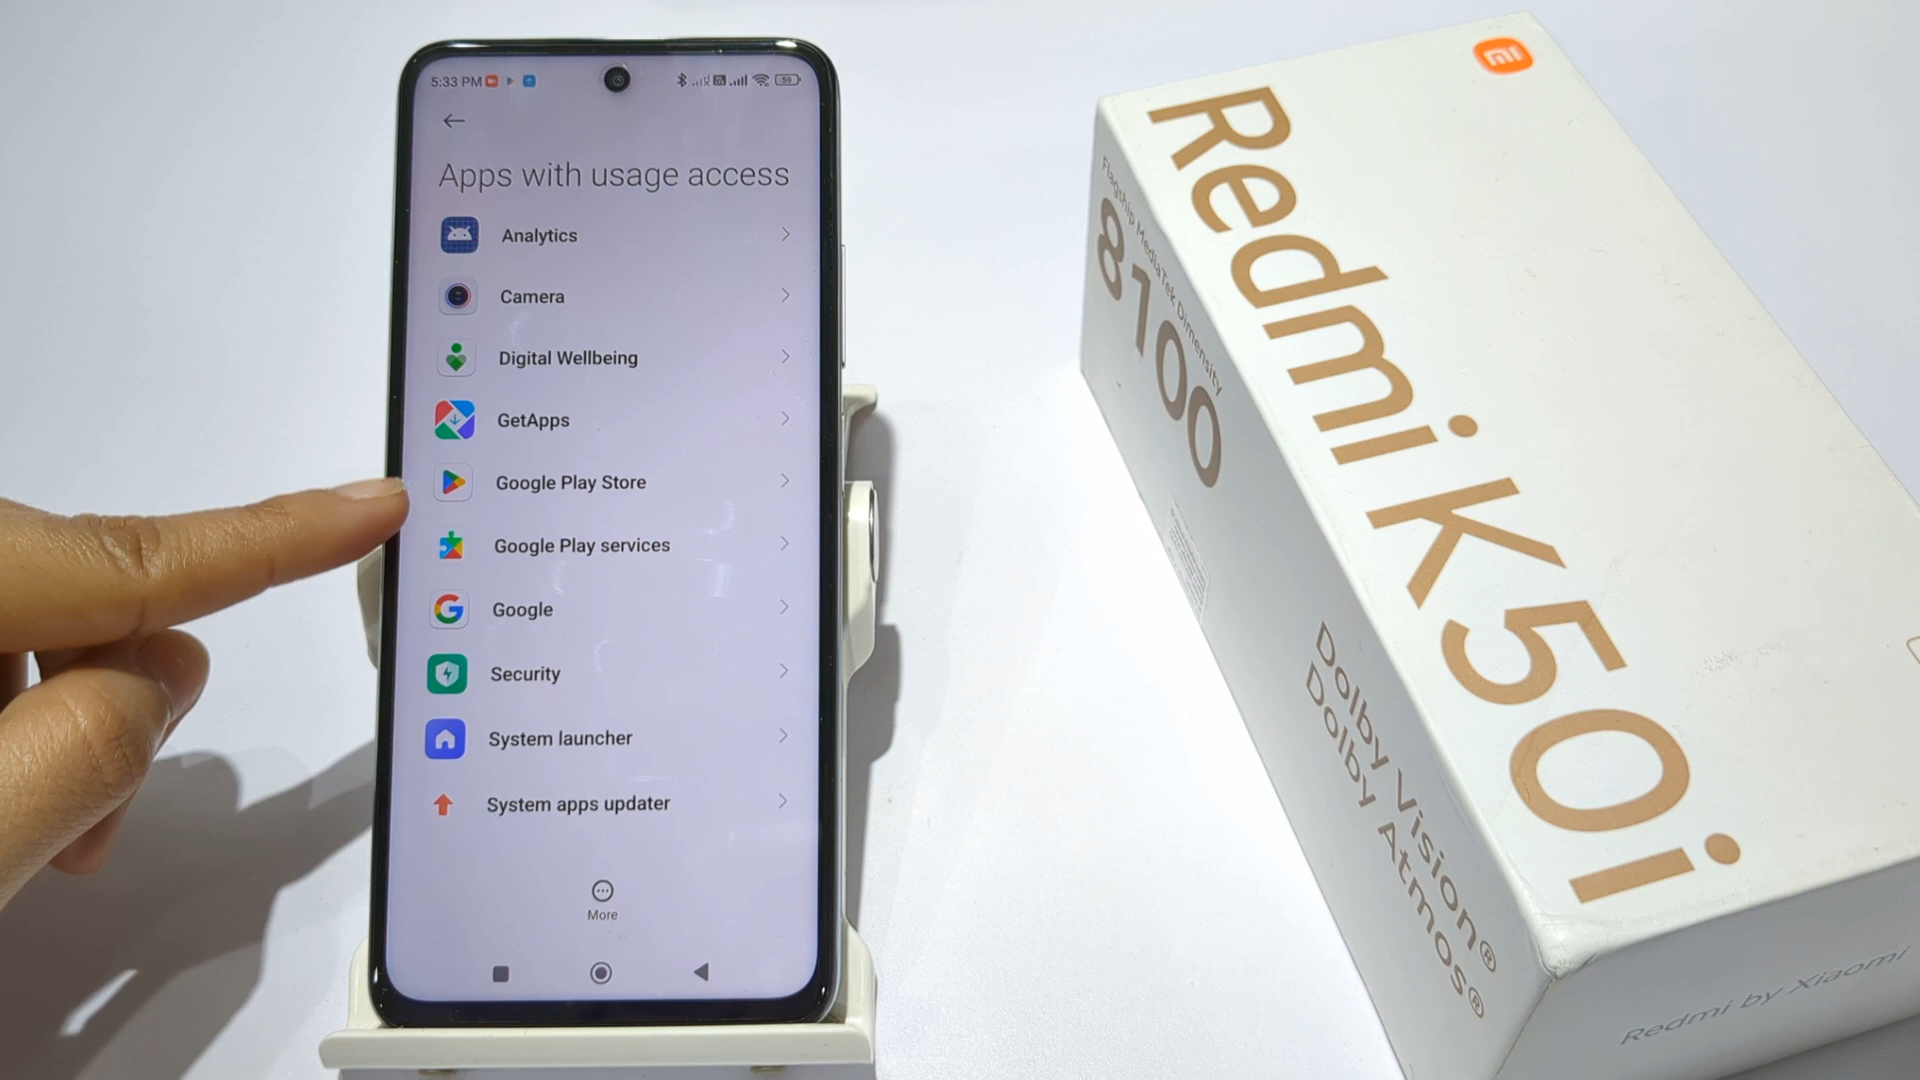 5:33 PM
59
Apps with usage access
Analytics
Camera
Digital Wellbeing
GetApps
Google Play Store
Google Play services
Google
Security
System launcher
System apps updater
More
mi
Redmi K50i
Flagship MediaTek Dimensity
8100
Dolby Vision®
Dolby Atmos®
Redmi by Xiaomi